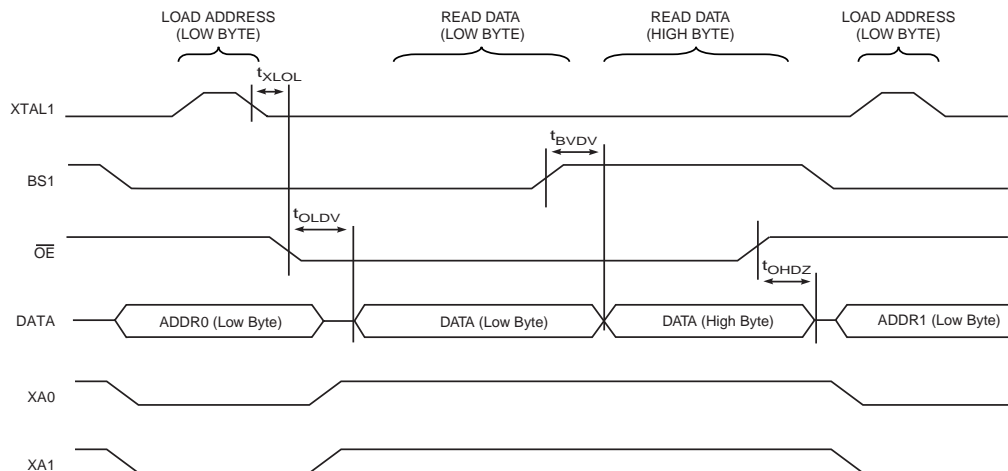 LOAD ADDRESS
(LOW BYTE)
READ DATA
(LOW BYTE)
READ DATA
(HIGH BYTE)
LOAD ADDRESS
(LOW BYTE)
tXLOL
XTAL1
tBVDV
BS1
tOLDV
OE
tOHDZ
DATA
ADDR0 (Low Byte)
DATA (Low Byte)
DATA (High Byte)
ADDR1 (Low Byte)
XA0
XA1